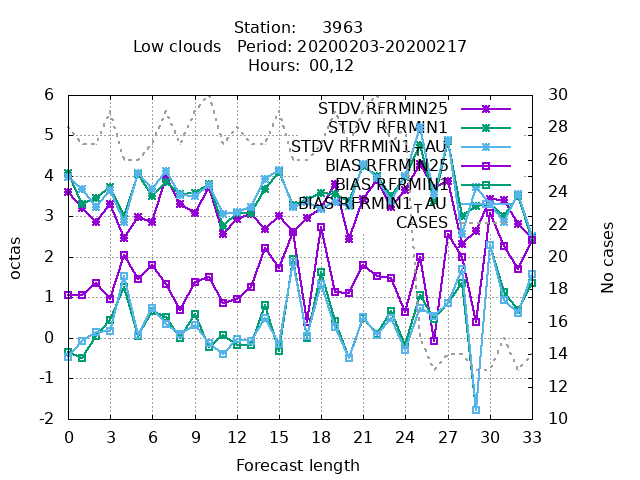 Station: 3963
Low clouds Period: 20200203-20200217
Hours: 00,12
6
5
4
3
2
1
0
-1
-2
octas
30
28
26
24
22
20
18
16
14
12
10
No cases
STDV RFRMIN25
STDV RFRMIN1
STDV RFRMIN1_AU
BIAS RFRMIN25
BIAS RFRMIN1
BIAS RFRMIN1_AU
CASES
0 3 6 9 12 15 18 21 24 27 30 33
Forecast length